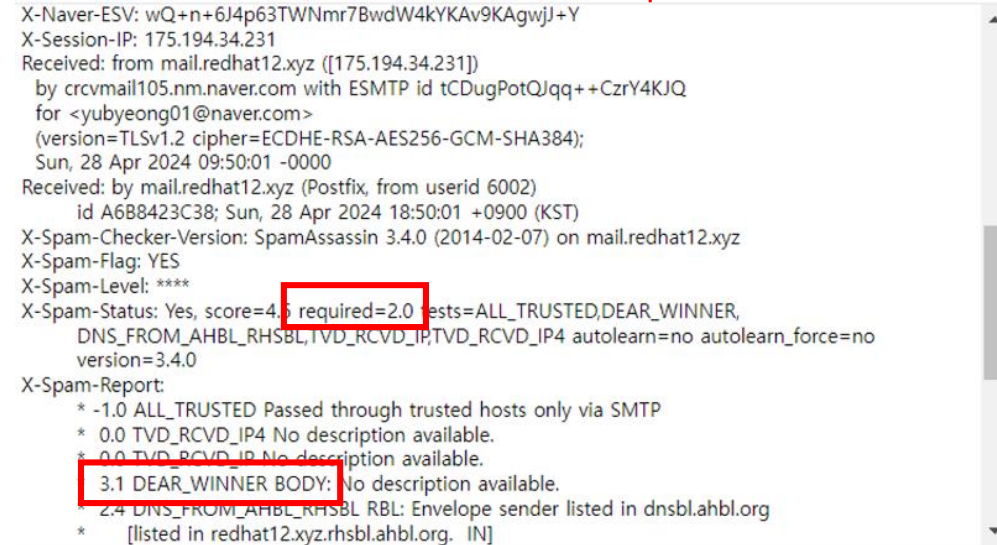 X-Naver-ESV: wQ+n+6J4p63TWNmr7BwdW4kYKAv9KAgwjJ+Y
X-Session-IP: 175.194.34.231
Received: from mail.redhat12.xyz ([175.194.34.231])
by crcvmail105.nm.naver.com with ESMTP id tCDugPotQJqq++CzrY4KJQ
for <yubyeong01@naver.com>
(version=TLSv1.2 cipher=ECDHE-RSA-AES256-GCM-SHA384);
Sun, 28 Apr 2024 09:50:01 -0000
Received: by mail.redhat12.xyz (Postfix, from userid 6002)
id A6B8423C38; Sun, 28 Apr 2024 18:50:01 +0900 (KST)
X-Spam-Checker-Version: SpamAssassin 3.4.0 (2014-02-07) on mail.redhat12.xyz
X-Spam-Flag: YES
X-Spam-Level: ****
X-Spam-Status: Yes, score=4.5 required=2.0 tests=ALL_TRUSTED,DEAR_WINNER,
DNS_FROM_AHBL_RHSBL,TVD_RCVD_IP,TVD_RCVD_IP4 autolearn=no autolearn_force=no
version=3.4.0
X-Spam-Report:
* -1.0 ALL_TRUSTED Passed through trusted hosts only via SMTP
* 0.0 TVD_RCVD_IP4 No description available.
* 0.0 TVD_RCVD_IP No description available.
* 3.1 DEAR_WINNER BODY: No description available.
* 2.4 DNS_FROM_AHBL_RHSBL RBL: Envelope sender listed in dnsbl.ahbl.org
* [listed in redhat12.xyz.rhsbl.ahbl.org. IN]